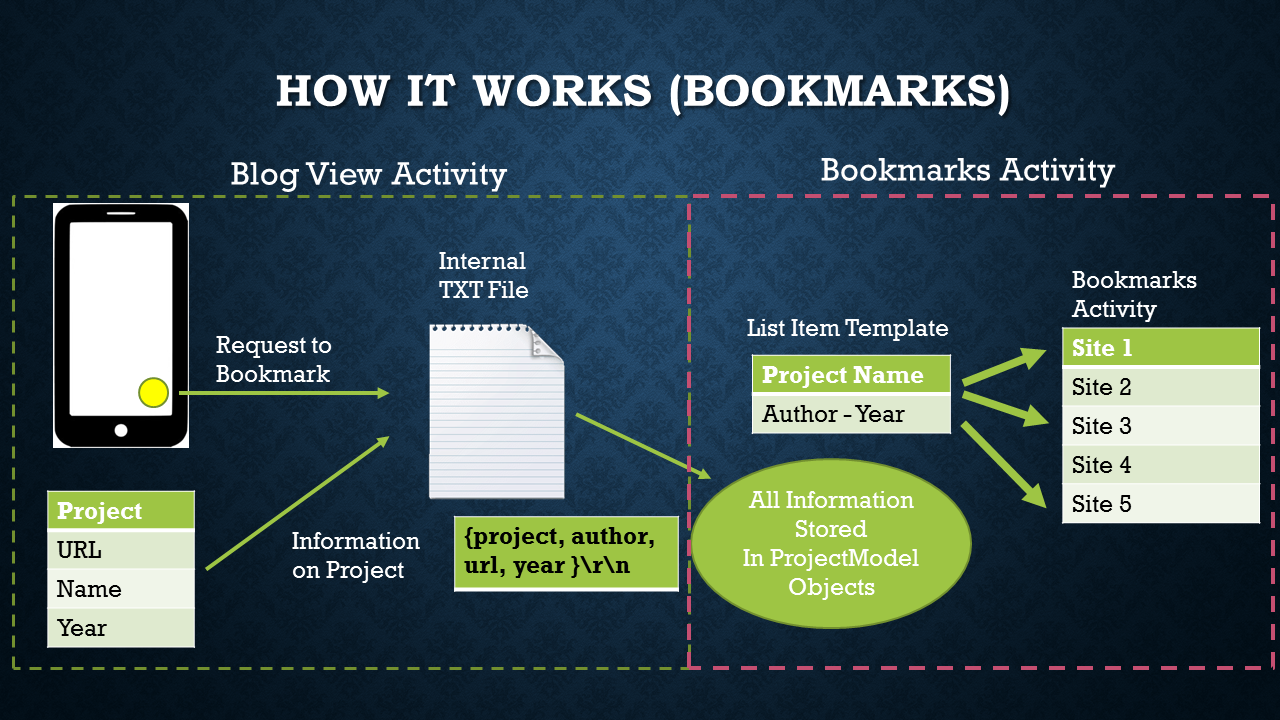 HOW IT WORKS (BOOKMARKS)
Blog View Activity
Request to
Bookmark
Internal
TXT File
Project
URL
Name
Year
Information
on Project
{project, author,
url, year }\r\n
Bookmarks Activity
List Item Template
Project Name
Author - Year
All Information
Stored
In ProjectModel
Objects
Bookmarks
Activity
Site 1
Site 2
Site 3
Site 4
Site 5